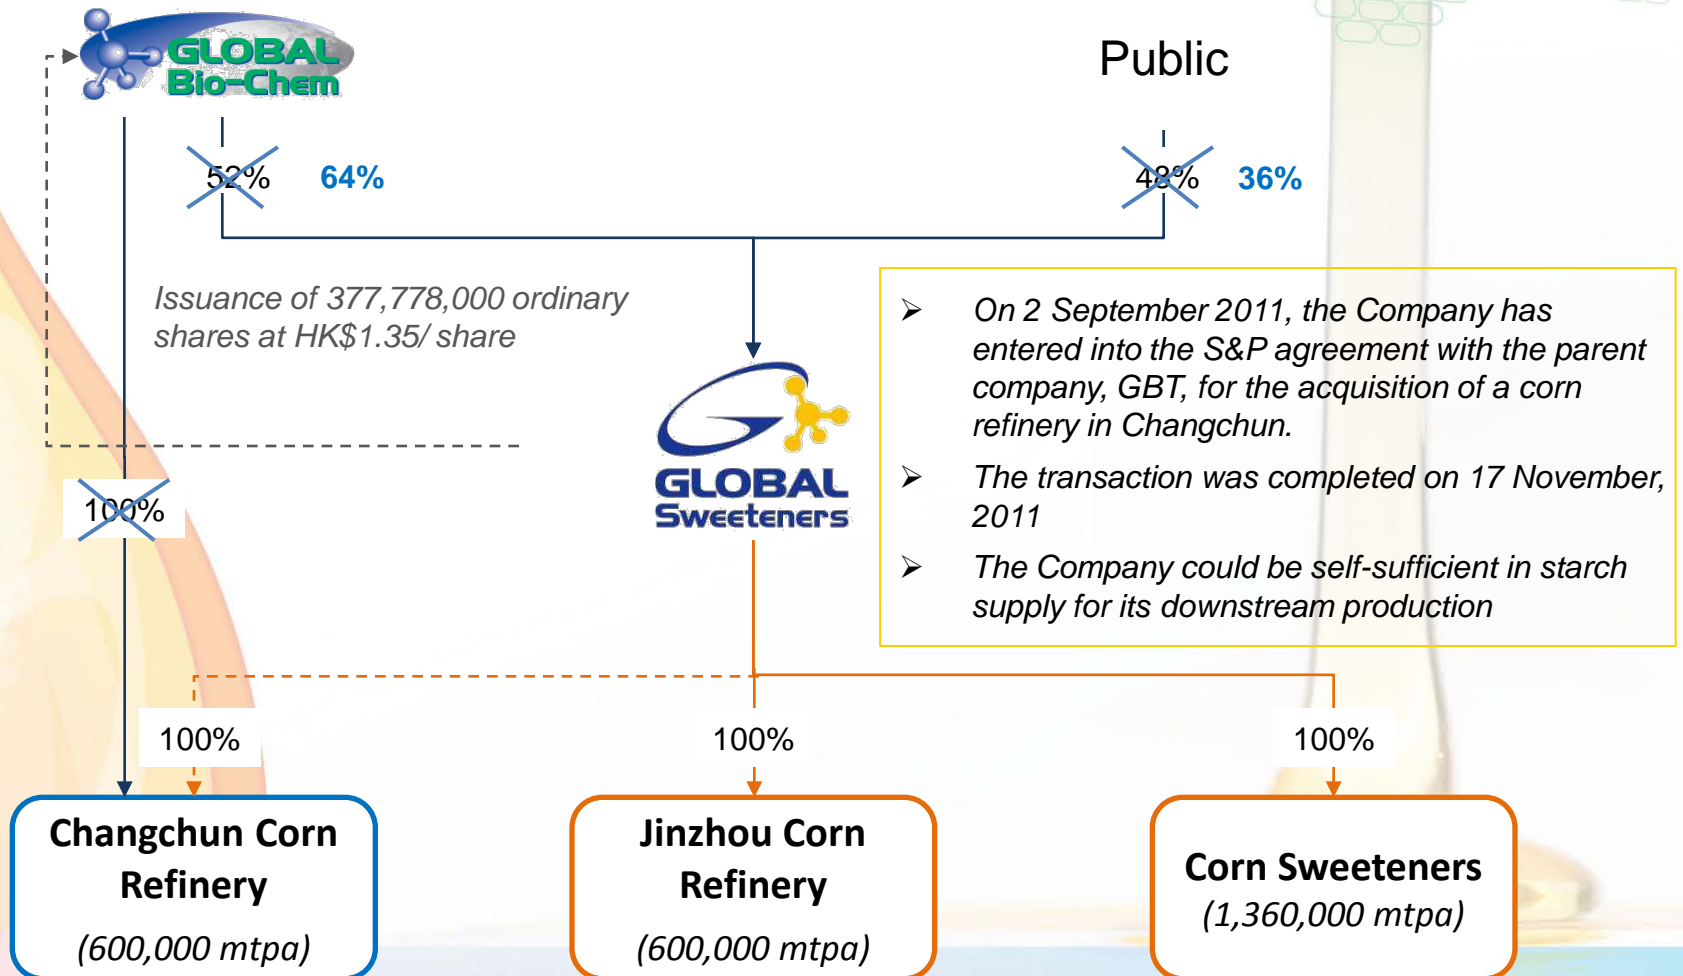 GLOBAL
Bio-Chem
Public
52%
64%
48%
36%
Issuance of 377,778,000 ordinary
shares at HK$1.35/ share
➢ On 2 September 2011, the Company has
entered into the S&P agreement with the parent
company, GBT, for the acquisition of a corn
refinery in Changchun.
➢ The transaction was completed on 17 November,
2011
➢ The Company could be self-sufficient in starch
supply for its downstream production
GLOBAL
Sweeteners
100%
100%
100%
100%
Changchun Corn
Refinery
(600,000 mtpa)
Jinzhou Corn
Refinery
(600,000 mtpa)
Corn Sweeteners
(1,360,000 mtpa)